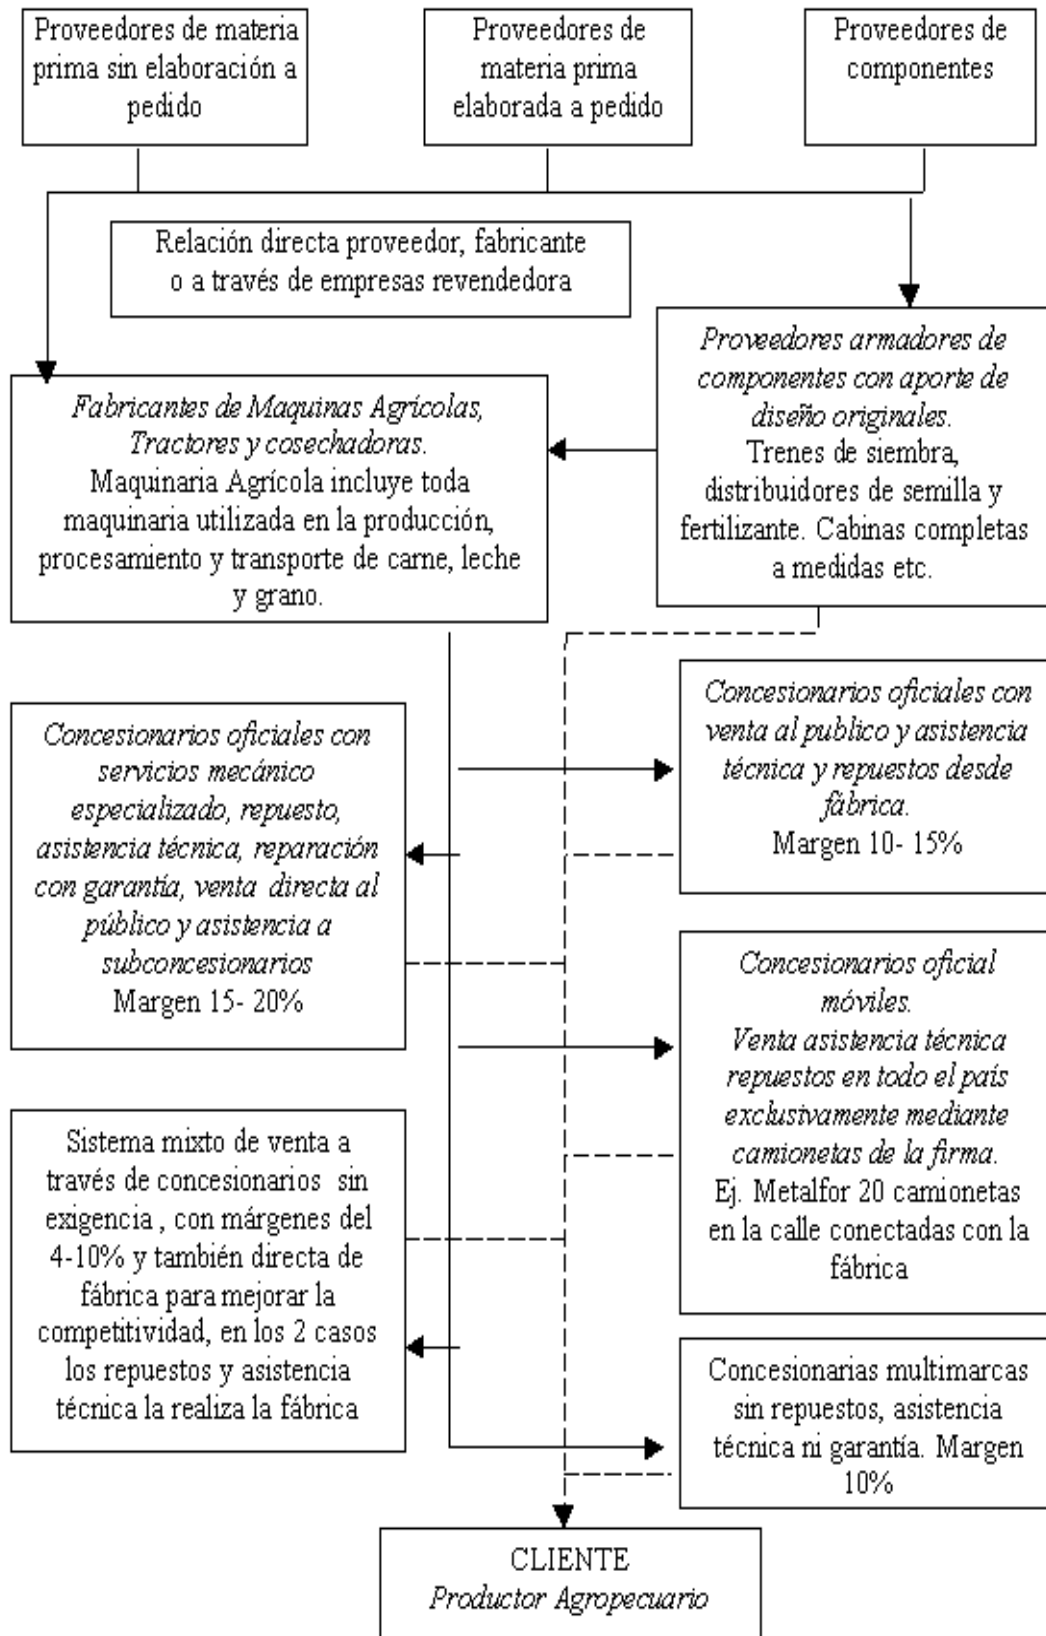 Proveedores de materia
prima sin elaboración a
pedido
Proveedores de
materia prima
elaborada a pedido
Proveedores de
componentes
Relación directa proveedor, fabricante
o a través de empresas revendedora
Proveedores armadores de
componentes con aporte de
diseño originales.
Trenes de siembra,
distribuidores de semilla y
fertilizante. Cabinas completas
a medidas etc.
Fabricantes de Maquinas Agrícolas,
Tractores y cosechadoras.
Maquinaria Agrícola incluye toda
maquinaria utilizada en la producción,
procesamiento y transporte de carne, leche
y grano.
Concesionarios oficiales con
venta al publico y asistencia
técnica y repuestos desde
fábrica.
Margen 10- 15%
Concesionarios oficiales con
servicios mecánico
especializado, repuesto,
asistencia técnica, reparación
con garantía, venta directa al
público y asistencia a
subconcesionarios
Margen 15- 20%
Concesionarios oficial
móviles.
Venta asistencia técnica
repuestos en todo el país
exclusivamente mediante
camionetas de la firma.
Ej. Metalfor 20 camionetas
en la calle conectadas con la
fábrica
Sistema mixto de venta a
través de concesionarios sin
exigencia , con márgenes del
4-10% y también directa de
fábrica para mejorar la
competitividad, en los 2 casos
los repuestos y asistencia
técnica la realiza la fábrica
Concesionarias multimarcas
sin repuestos, asistencia
técnica ni garantía. Margen
10%
CLIENTE
Productor Agropecuario